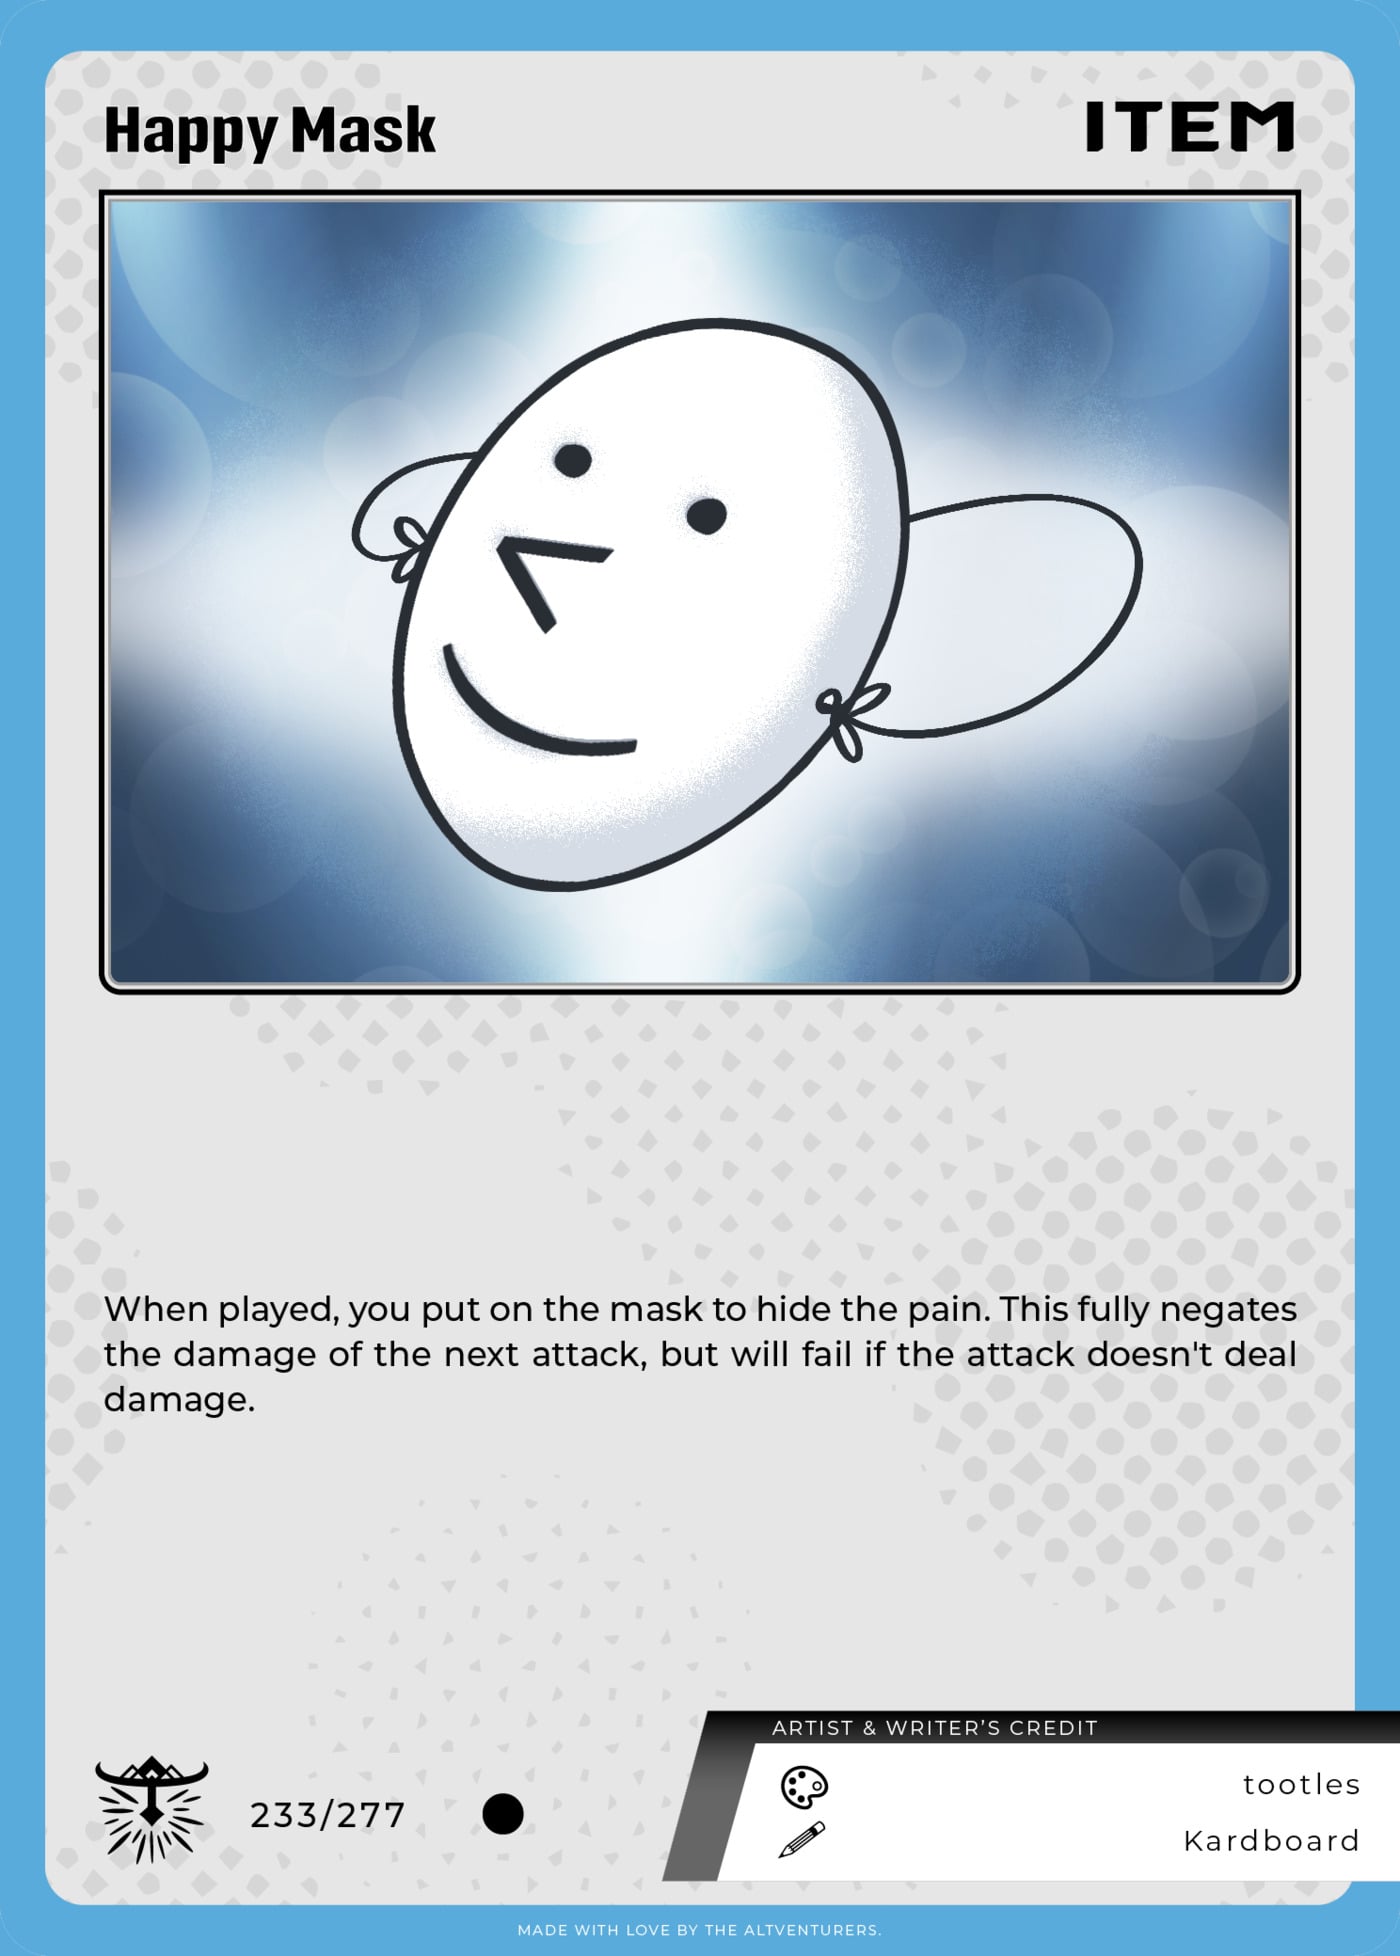 Happy Mask
ITEM
When played, you put on the mask to hide the pain. This fully negates
the damage of the next attack, but will fail if the attack doesn't deal
damage.
ARTIST & WRITER’S CREDIT
tootles
Kardboard
233/277
MADE WITH LOVE BY THE ALTVENTURERS.